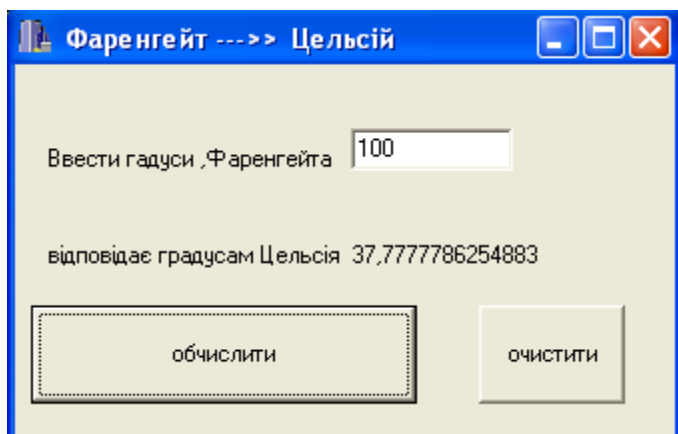 Фаренгейт --->> Цельсій
Ввести гадуси ,Фаренгейта 100
відповідає градусам Цельсія 37,7777786254883
обчислити очистити